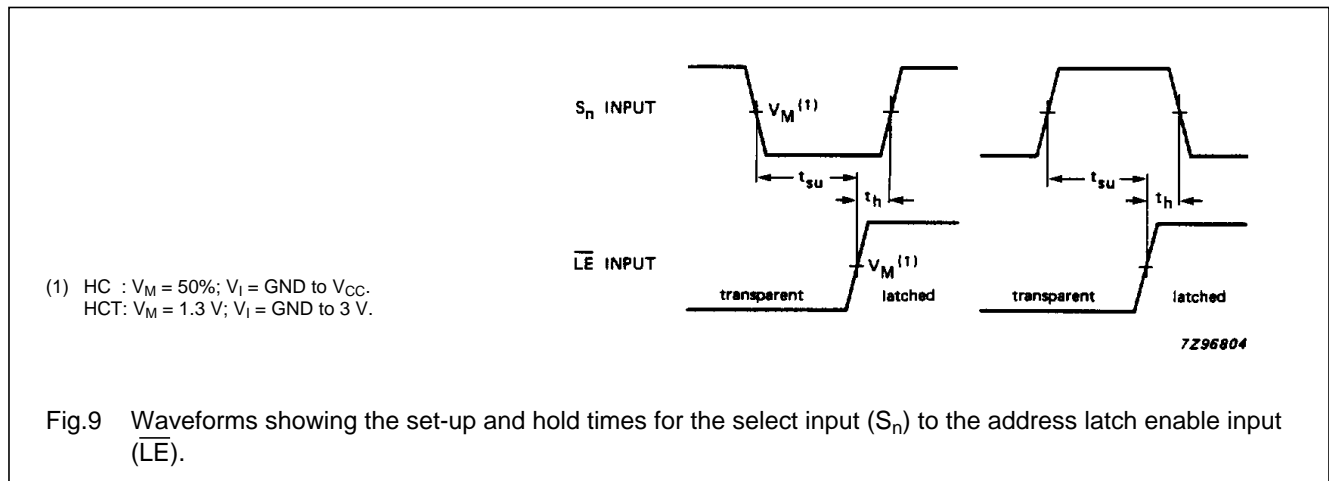 Sn INPUT
VM(1)
tsu
th
tsu
th
LE INPUT
VM(1)
transparent
latched
transparent
latched
(1) HC : VM = 50%; VI = GND to VCC.
HCT: VM = 1.3 V; VI = GND to 3 V.
7Z96804
Fig.9 Waveforms showing the set-up and hold times for the select input (Sn) to the address latch enable input
(LE).